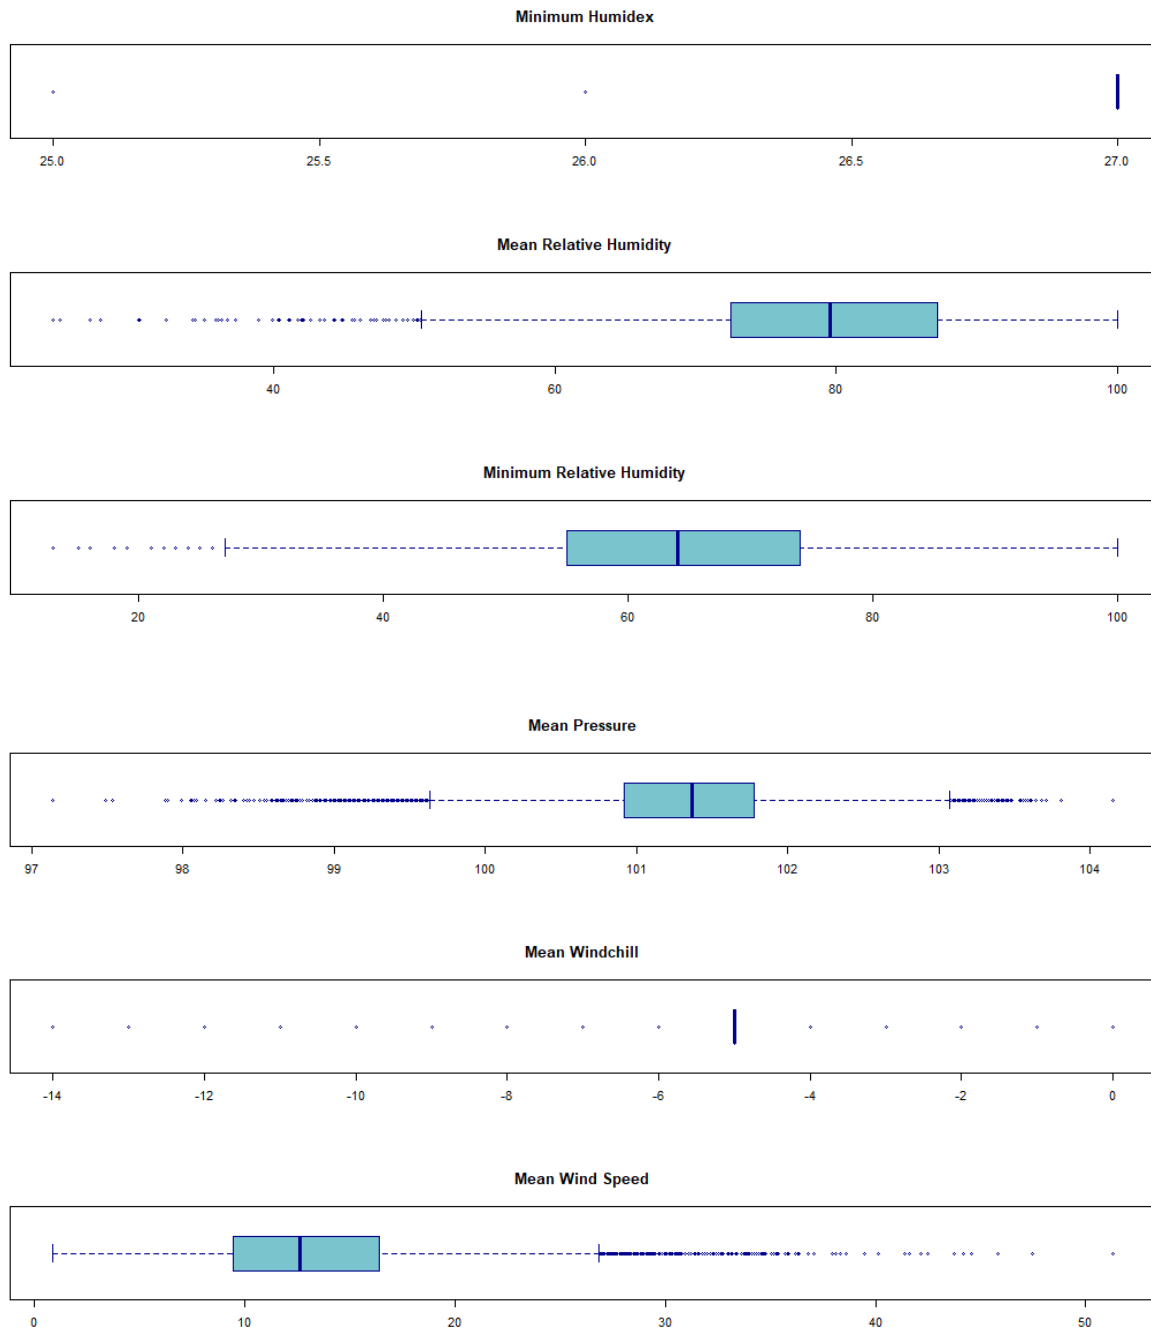 Minimum Humidex
25.0 25.5 26.0 26.5 27.0
Mean Relative Humidity
40 60 80 100
Minimum Relative Humidity
20 40 60 80 100
Mean Pressure
97 98 99 100 101 102 103 104
Mean Windchill
-14 -12 -10 -8 -6 -4 -2 0
Mean Wind Speed
0 10 20 30 40 50